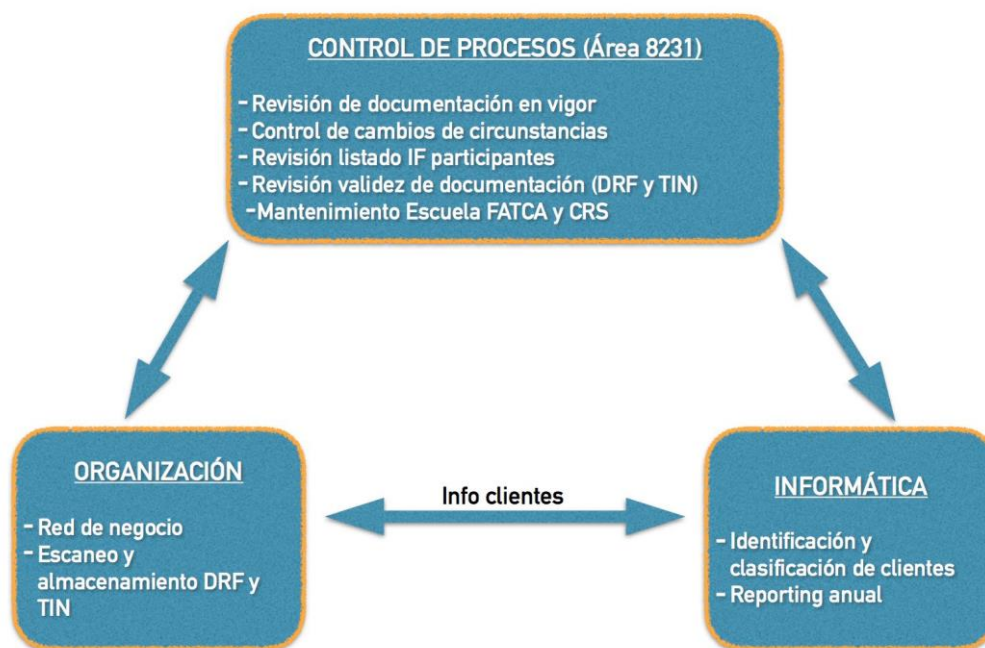 CONTROL DE PROCESOS (Área 8231)
- Revisión de documentación en vigor
- Control de cambios de circunstancias
- Revisión listado IF participantes
- Revisión validez de documentación (DRF y TIN)
- Mantenimiento Escuela FATCA y CRS
ORGANIZACIÓN
- Red de negocio
- Escaneo y
almacenamiento DRF y
TIN
Info clientes
INFORMÁTICA
- Identificación y
clasificación de clientes
- Reporting anual